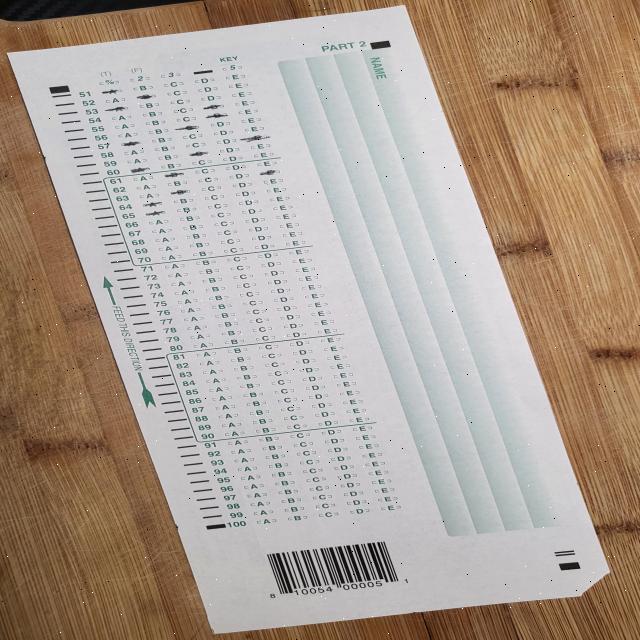 PART 2
KEY
NAME
(T) (F)
% 2 3 5
51 B C D E
52 A C D E
53 B C D E
54 A B C E
55 A B C E
56 A B D E
57 B C D E
58 A B C D
59 A B D E
60 B C D E
61 A C D E
62 A B C D
63 A C D E
64 B C D E
65 B C D E
66 A B C D E
67 A B C D E
68 A B C D E
69 A B C D E
70 A B C D E
71 A B C D E
72 A B C D E
73 A B C D E
74 A B C D E
75 A B C D E
76 A B C D E
77 A B C D E
78 A B C D E
79 A B C D E
80 A B C D E
81 A B C D E
82 A B C D E
83 A B C D E
84 A B C D E
85 A B C D E
86 A B C D E
87 A B C D E
88 A B C D E
89 A B C D E
90 A B C D E
91 A B C D E
92 A B C D E
93 A B C D E
94 A B C D E
95 A B C D E
96 A B C D E
97 A B C D E
98 A B C D E
99 A B C D E
100 A B C D E
FEED THIS DIRECTION
8 10054 00005 1